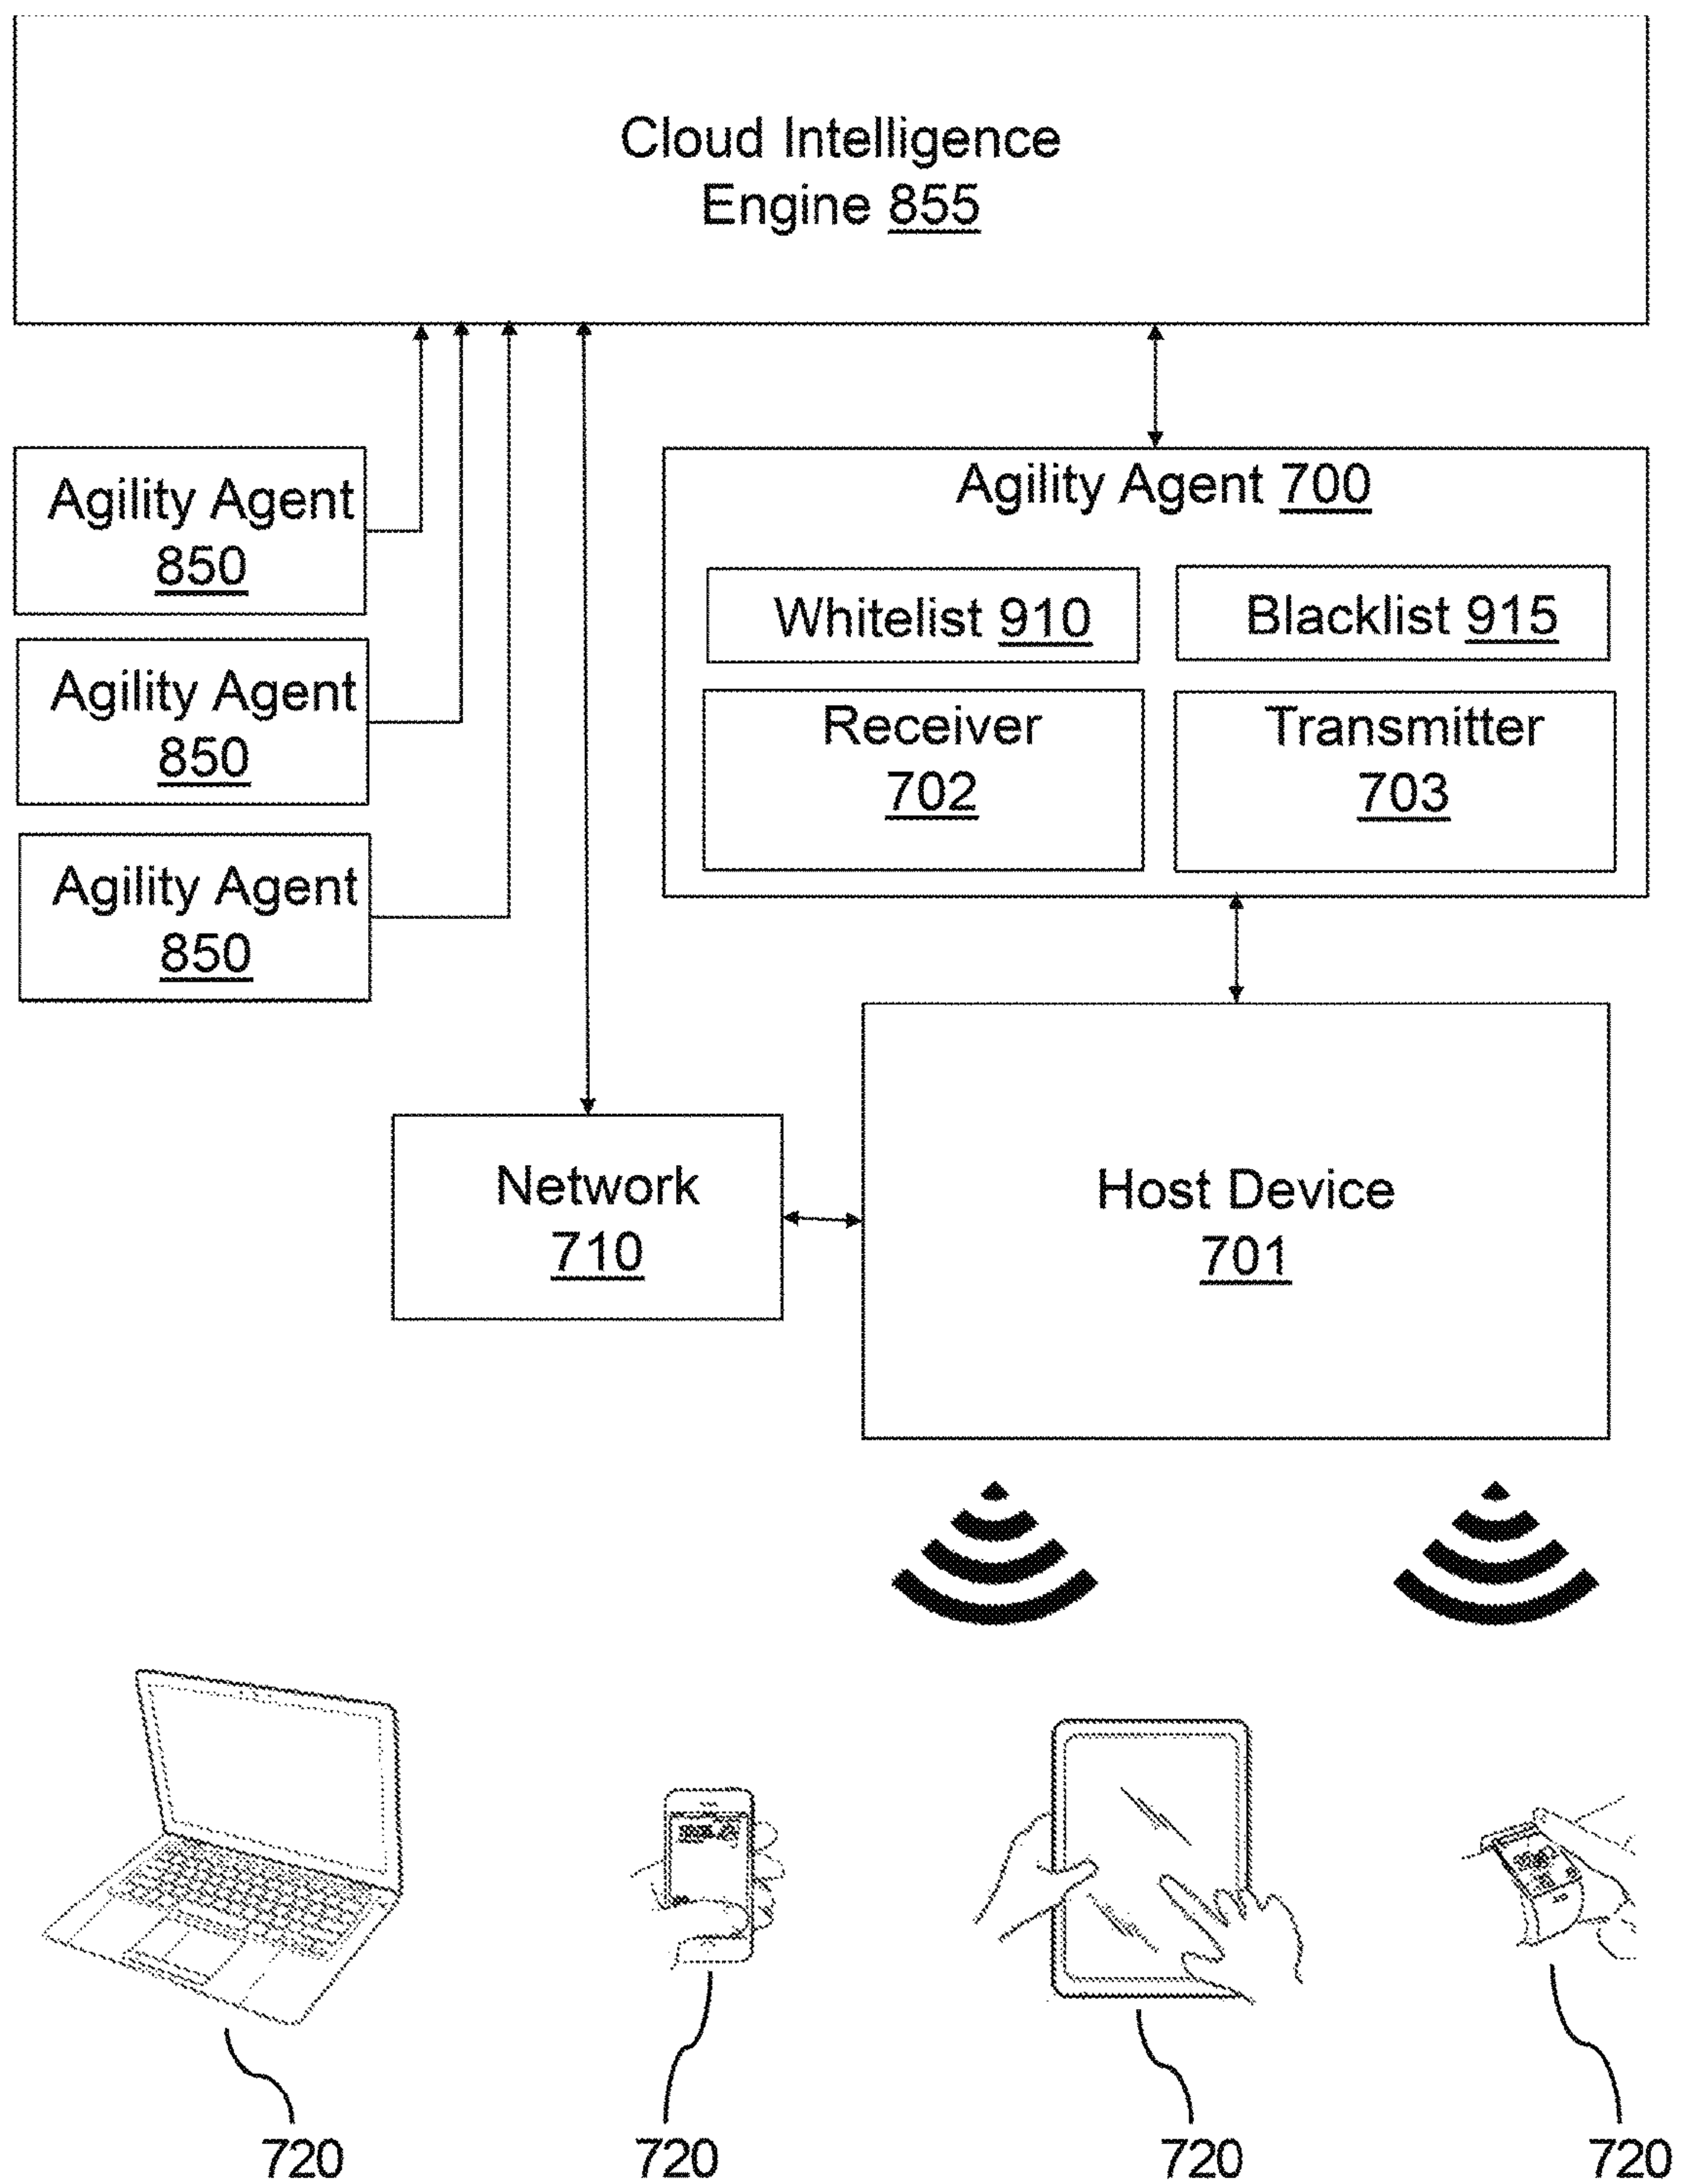 Cloud Intelligence
Engine 855
Agility Agent
850
Agility Agent
850
Agility Agent
850
Agility Agent 700
Whitelist 910
Blacklist 915
Receiver
702
Transmitter
703
Network
710
Host Device
701
720
720
720
720